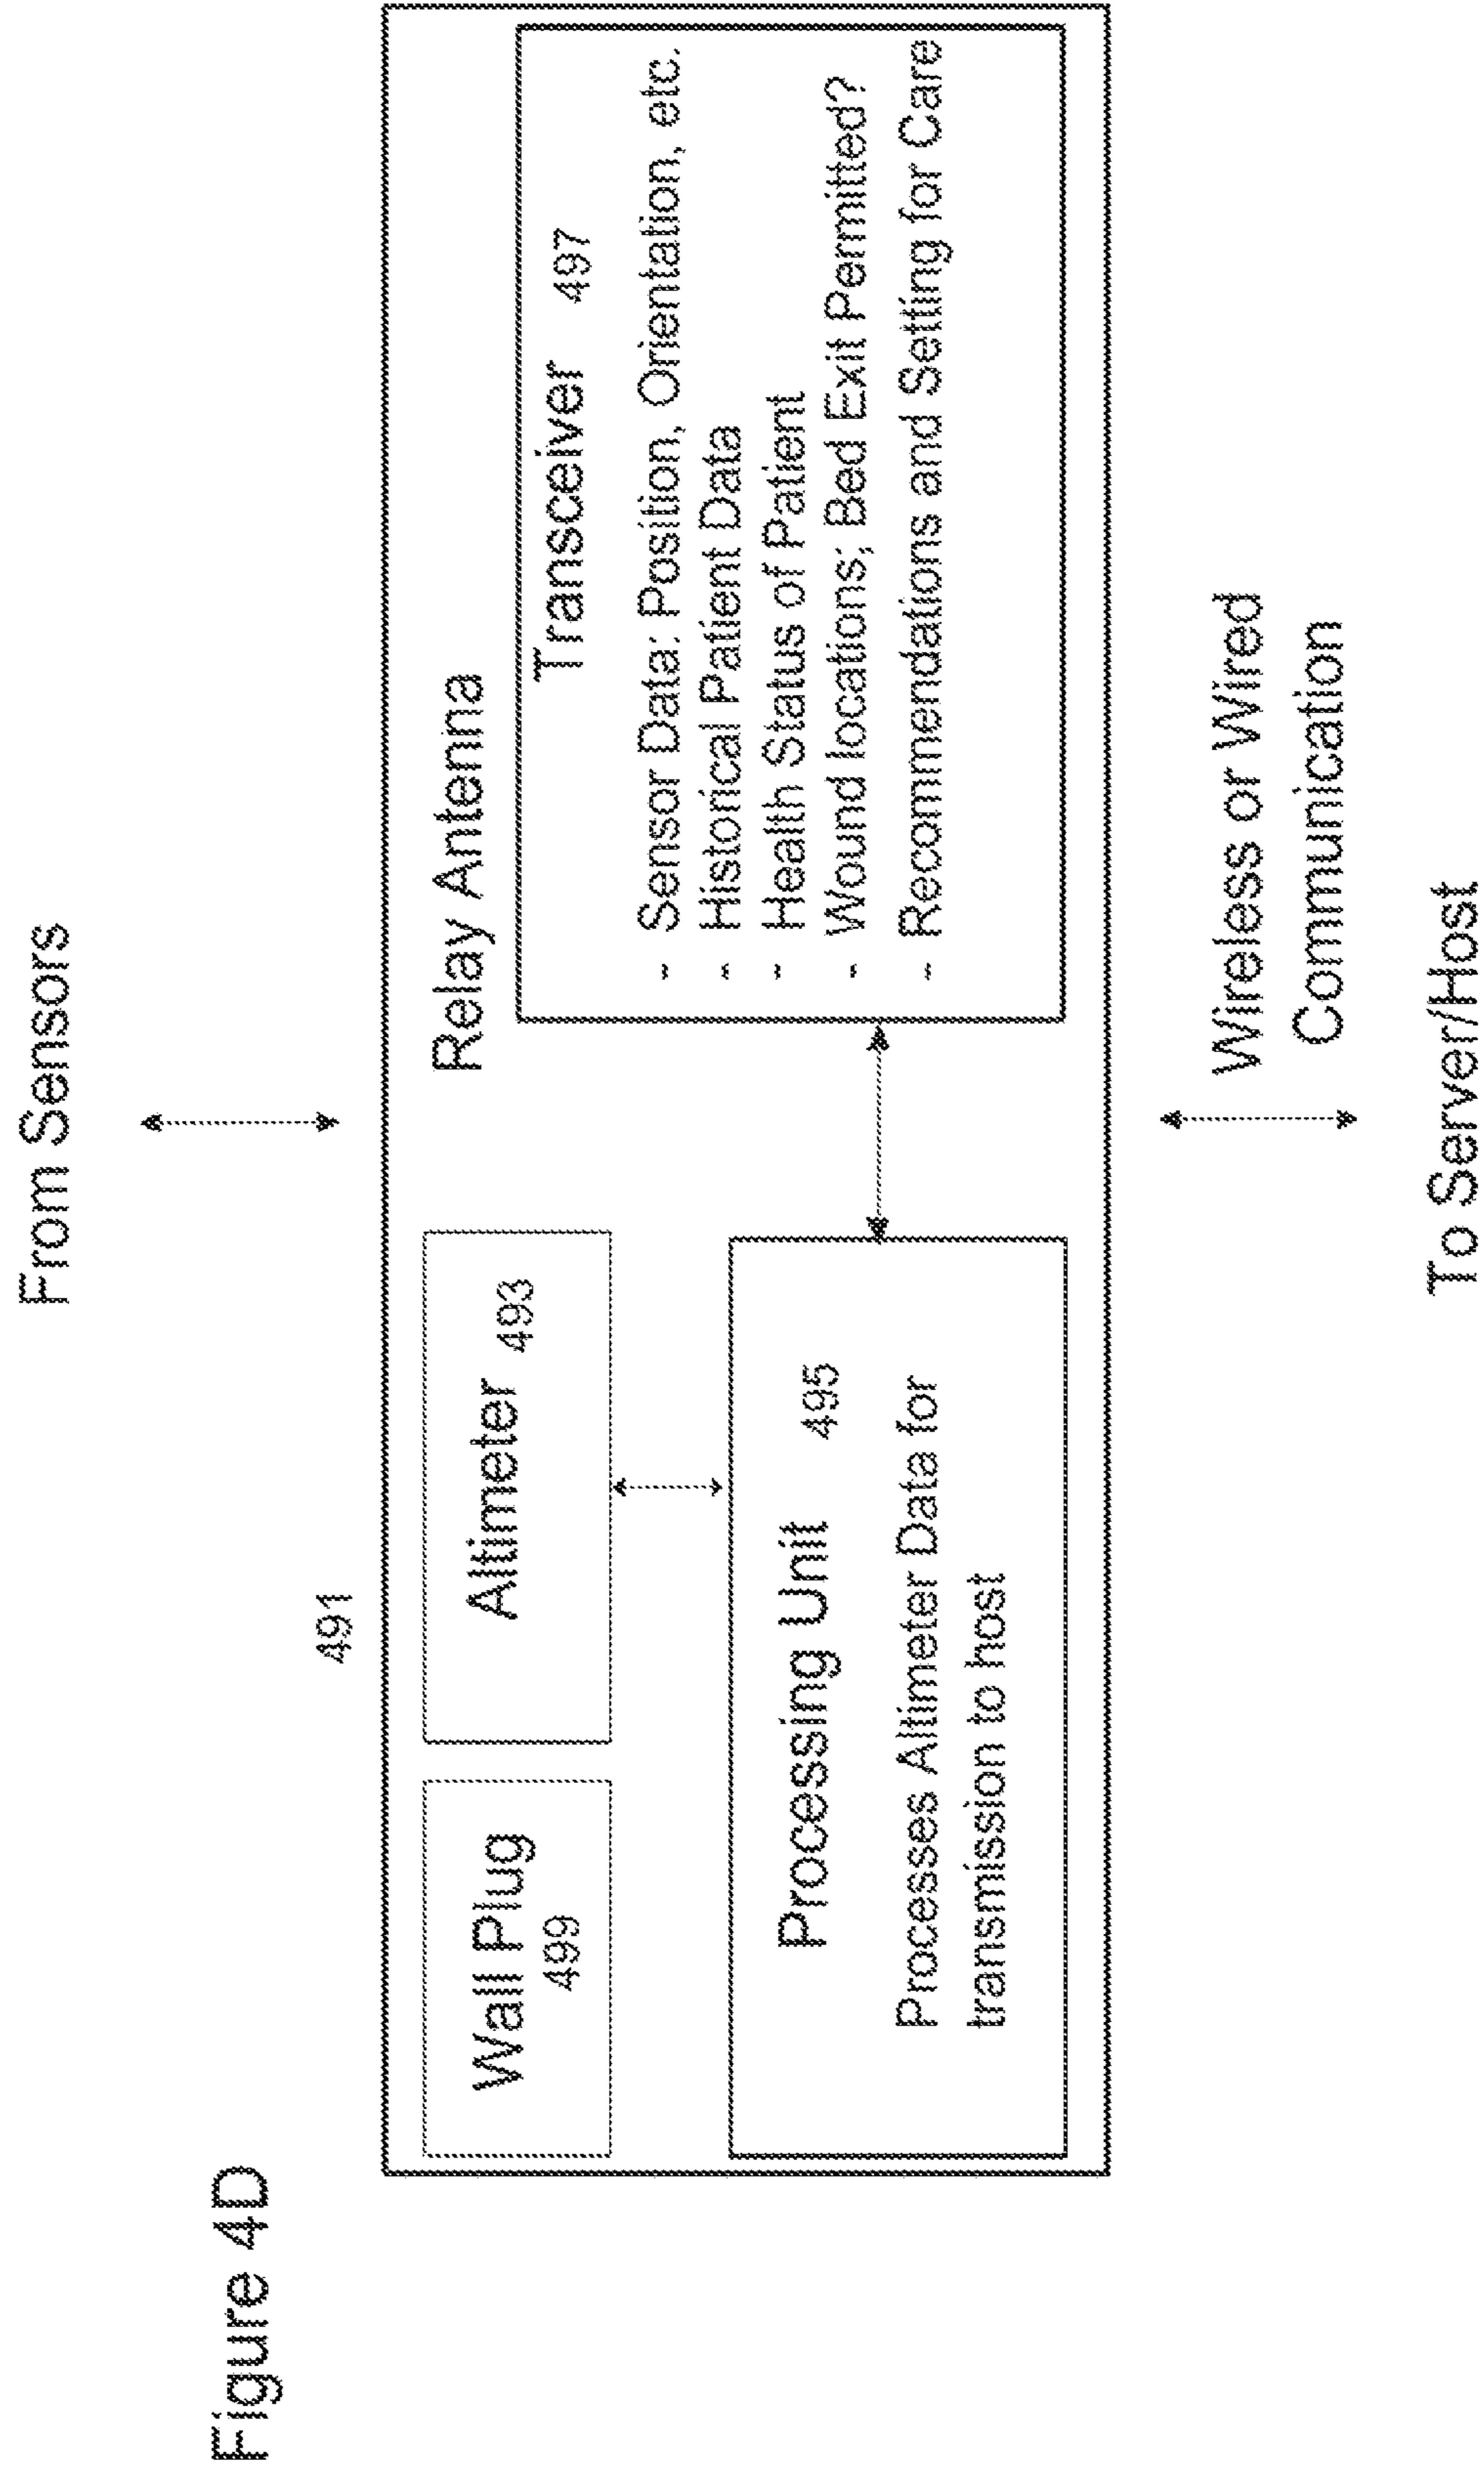 Figure 4D
From Sensors
491
Relay Antenna
Wall Plug
499
Altimeter 493
Transceiver 497
- Sensor Data: Position, Orientation, etc.
- Historical Patient Data
- Health Status of Patient
- Wound locations; Bed Exit Permitted?
- Recommendations and Setting for Care
Processing Unit 495
Processes Altimeter Data for
transmission to host
Wireless or Wired
Communication
To Server/Host